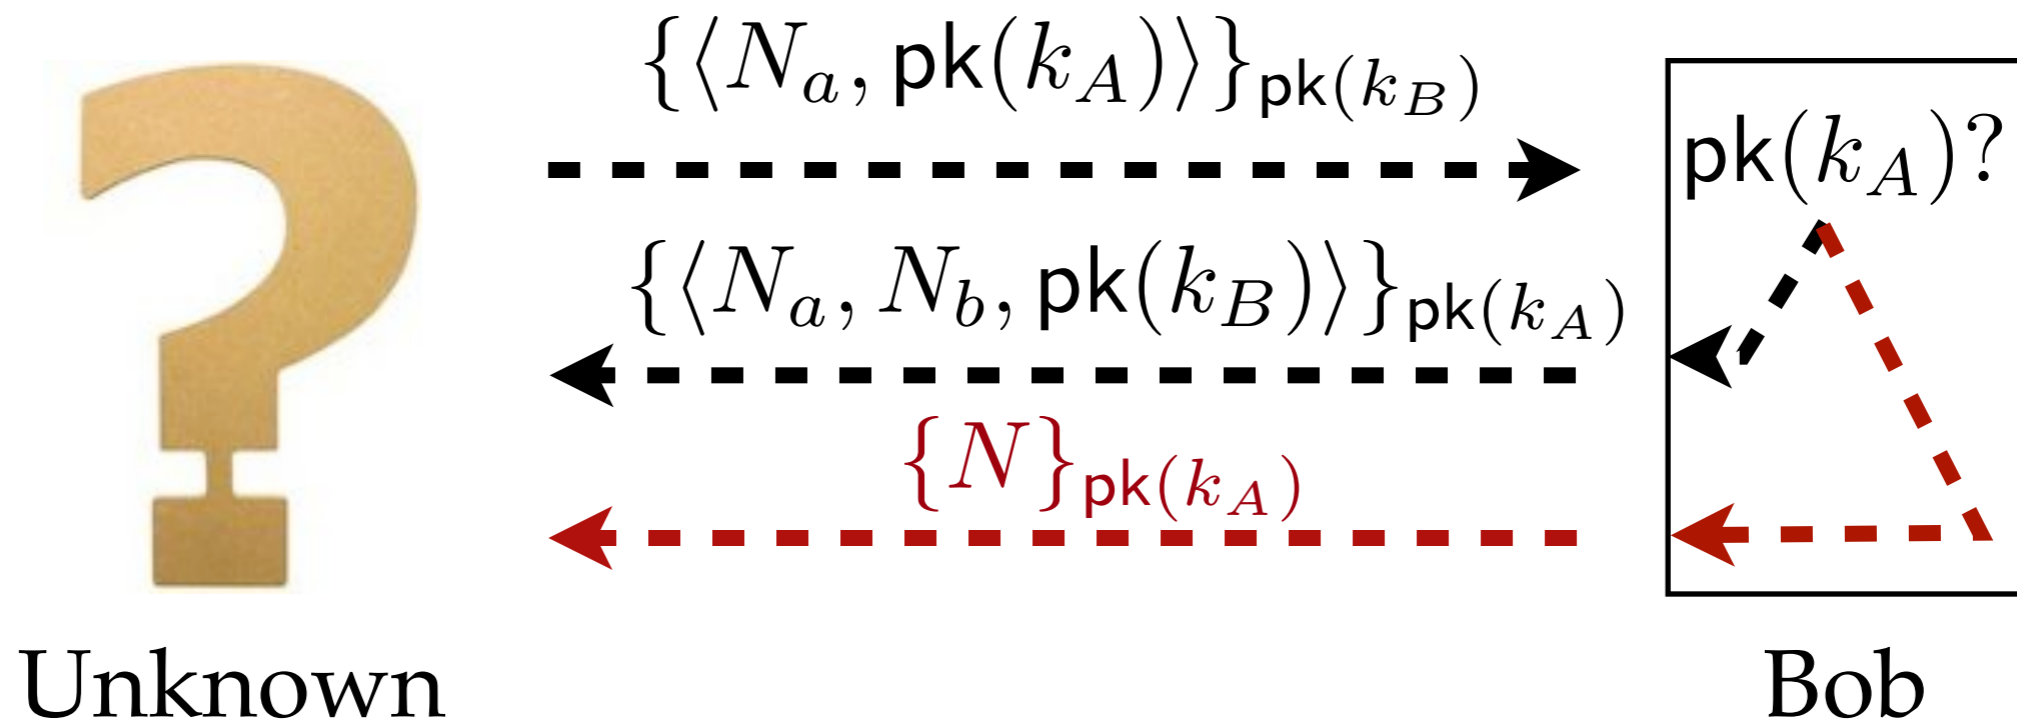 {⟨N_a, pk(k_A)⟩}_pk(k_B)
pk(k_A)?
{⟨N_a, N_b, pk(k_B)⟩}_pk(k_A)
{N}_pk(k_A)
Unknown
Bob